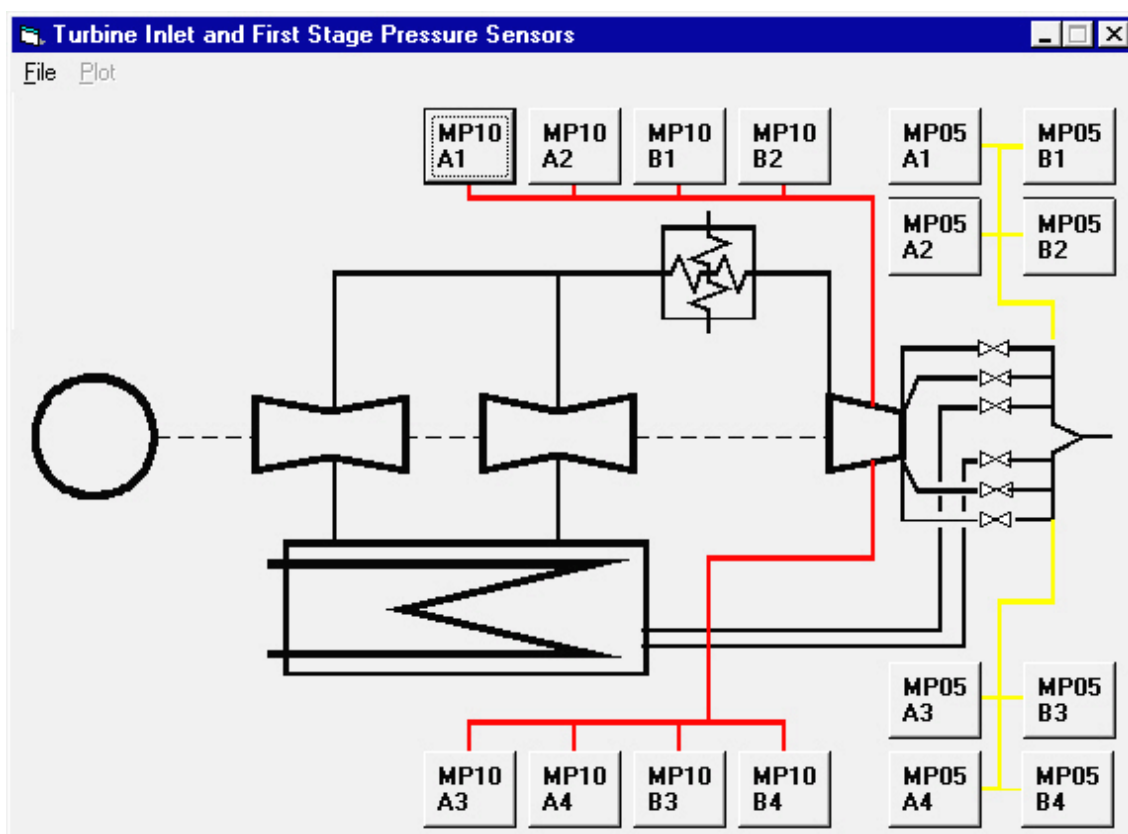 Turbine Inlet and First Stage Pressure Sensors
File Plot
MP10
A1
MP10
A2
MP10
B1
MP10
B2
MP05
A1
MP05
B1
MP05
A2
MP05
B2
MP05
A3
MP05
B3
MP10
A3
MP10
A4
MP10
B3
MP10
B4
MP05
A4
MP05
B4